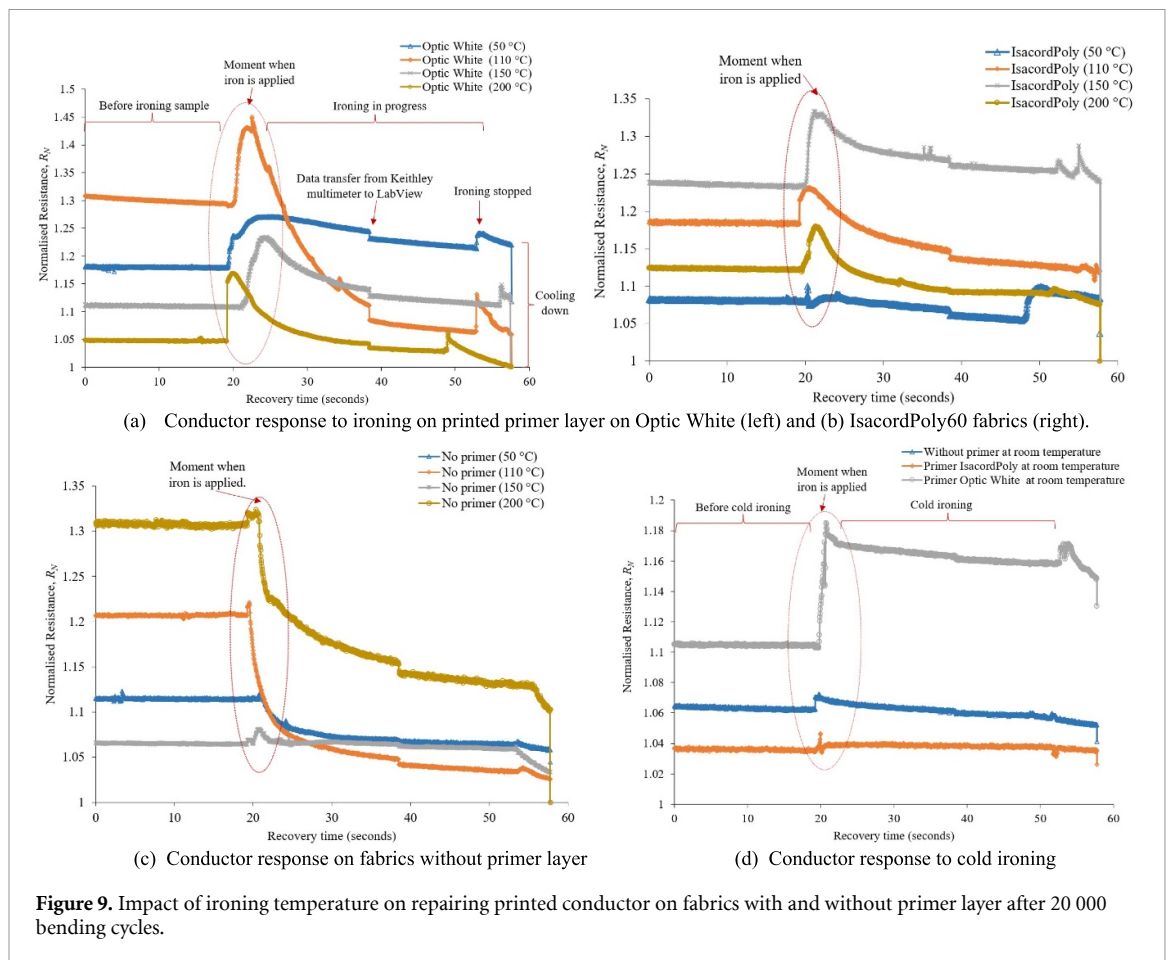 Optic White (50 °C)
Optic White (110 °C)
Optic White (150 °C)
Optic White (200 °C)
Moment when
iron is applied
Before ironing sample
Ironing in progress
Data transfer from Keithley
multimeter to LabView
Ironing stopped
Cooling
down
Normalised Resistance, R_N
1.5
1.45
1.4
1.35
1.3
1.25
1.2
1.15
1.1
1.05
1
0 10 20 30 40 50 60
Recovery time (seconds)
IsacordPoly (50 °C)
IsacordPoly (110 °C)
IsacordPoly (150 °C)
IsacordPoly (200 °C)
Moment when
iron is applied
Normalised Resistance, R_N
1.35
1.3
1.25
1.2
1.15
1.1
1.05
1
0 10 20 30 40 50 60
Recovery time (seconds)
(a) Conductor response to ironing on printed primer layer on Optic White (left) and (b) IsacordPoly60 fabrics (right).
No primer (50 °C)
No primer (110 °C)
No primer (150 °C)
No primer (200 °C)
Moment when
iron is applied.
Normalised Resistance, R_N
1.35
1.3
1.25
1.2
1.15
1.1
1.05
1
0 10 20 30 40 50 60
Recovery time (seconds)
(c) Conductor response on fabrics without primer layer
Without primer at room temperature
Primer IsacordPoly at room temperature
Primer Optic White at room temperature
Moment when
iron is applied
Before cold ironing
Cold ironing
Normalised Resistance, R_N
1.2
1.18
1.16
1.14
1.12
1.1
1.08
1.06
1.04
1.02
1
0 10 20 30 40 50 60
Recovery time (seconds)
(d) Conductor response to cold ironing
Figure 9. Impact of ironing temperature on repairing printed conductor on fabrics with and without primer layer after 20 000
bending cycles.